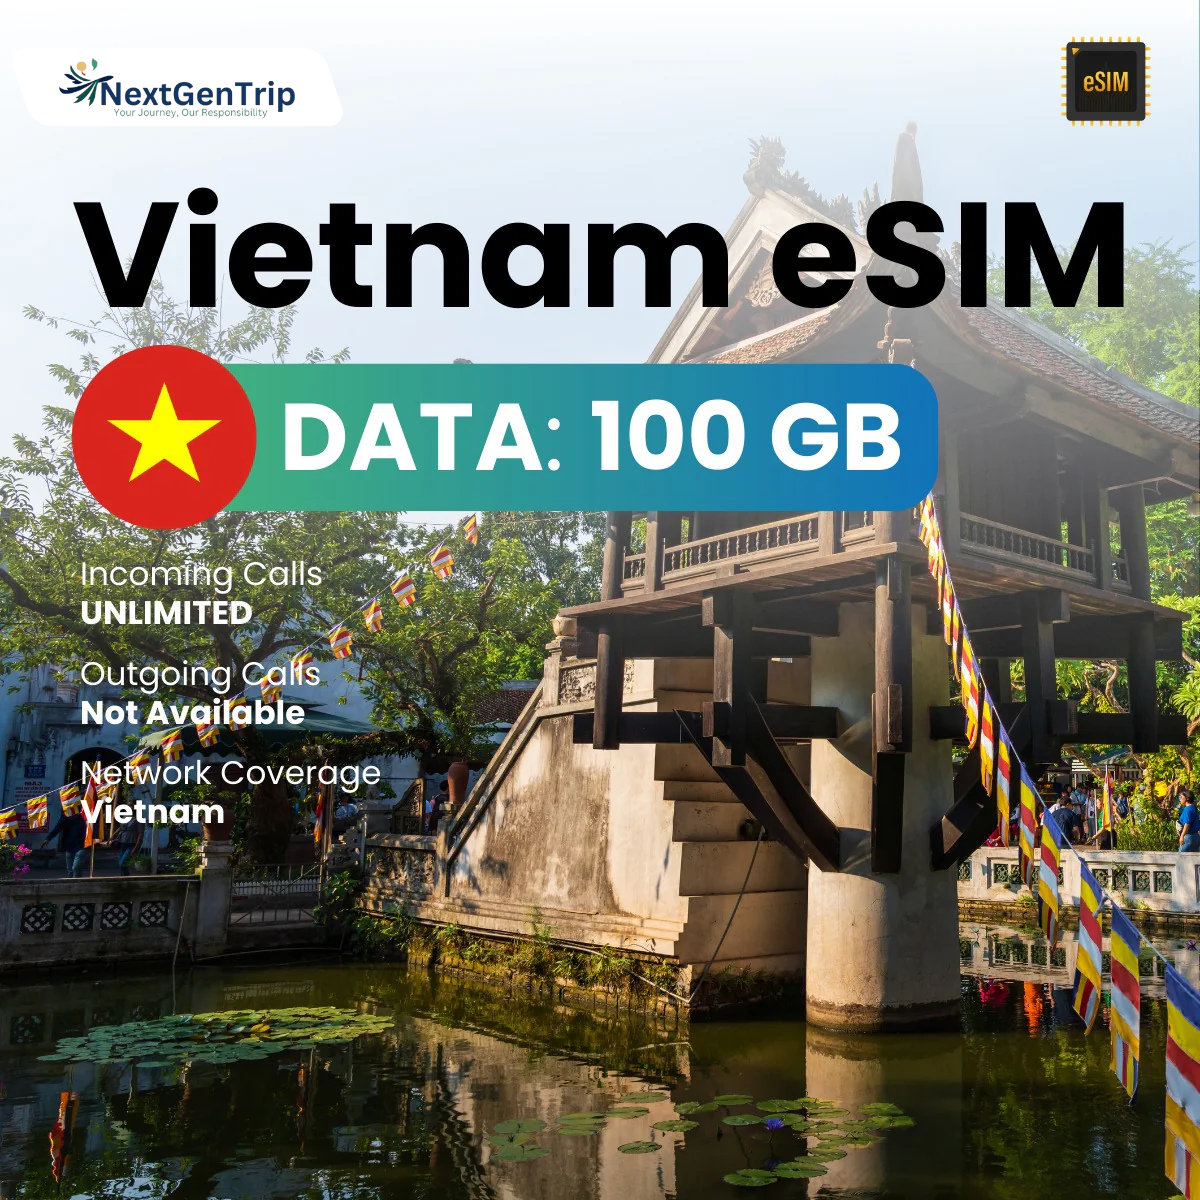 NextGenTrip
Your Journey, Our Responsibility
eSIM
Vietnam eSIM
DATA: 100 GB
Incoming Calls
UNLIMITED
Outgoing Calls
Not Available
Network Coverage
Vietnam